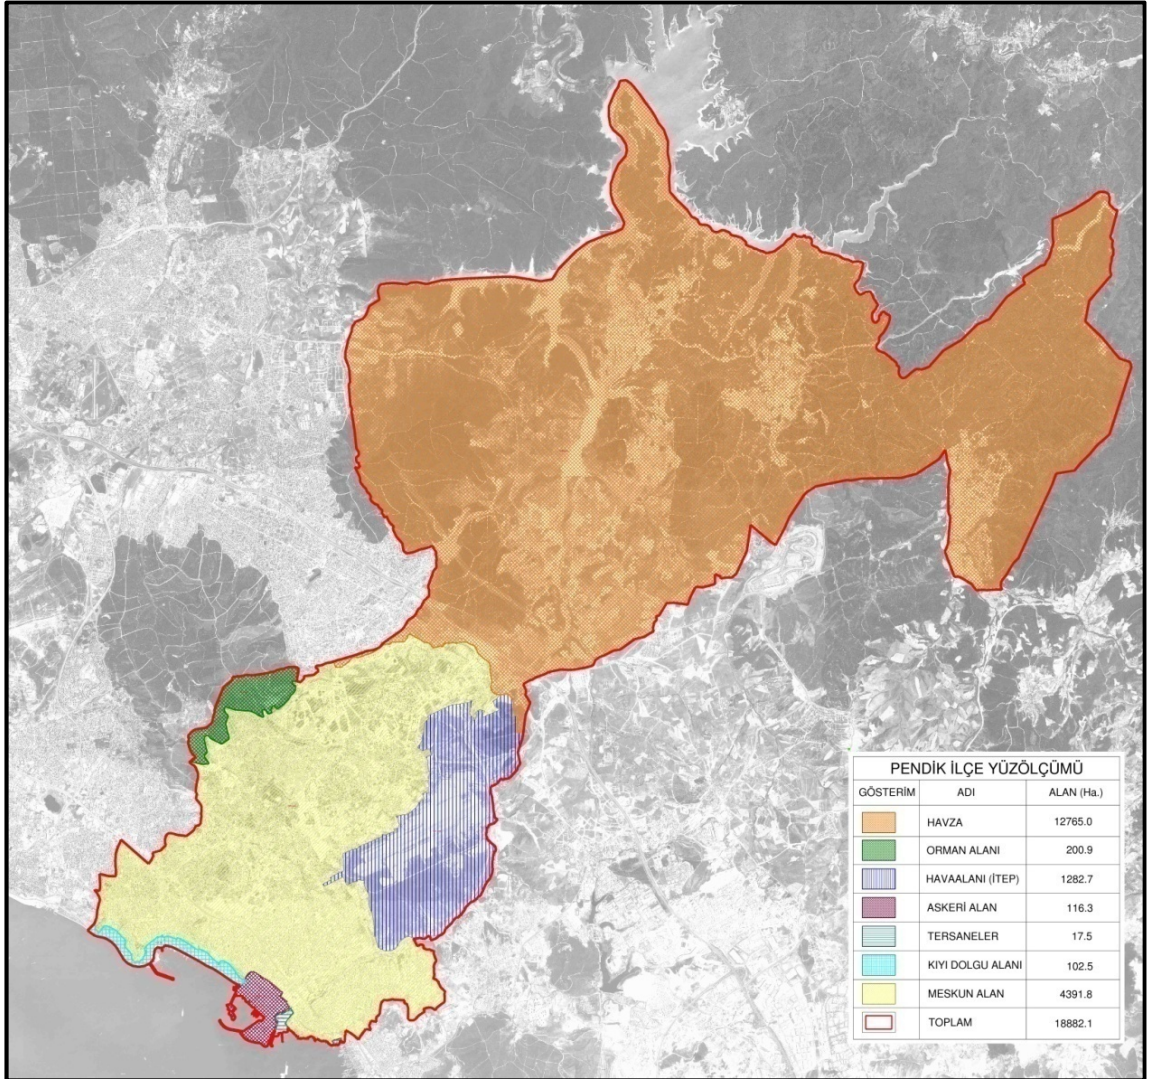 PENDİK İLÇE YÜZÖLÇÜMÜ
GÖSTERİM ADI ALAN (Ha.)
HAVZA 12765.0
ORMAN ALANI 200.9
HAVAALANI (İTEP) 1282.7
ASKERİ ALAN 116.3
TERSANELER 17.5
KIYI DOLGU ALANI 102.5
MESKUN ALAN 4391.8
TOPLAM 18882.1